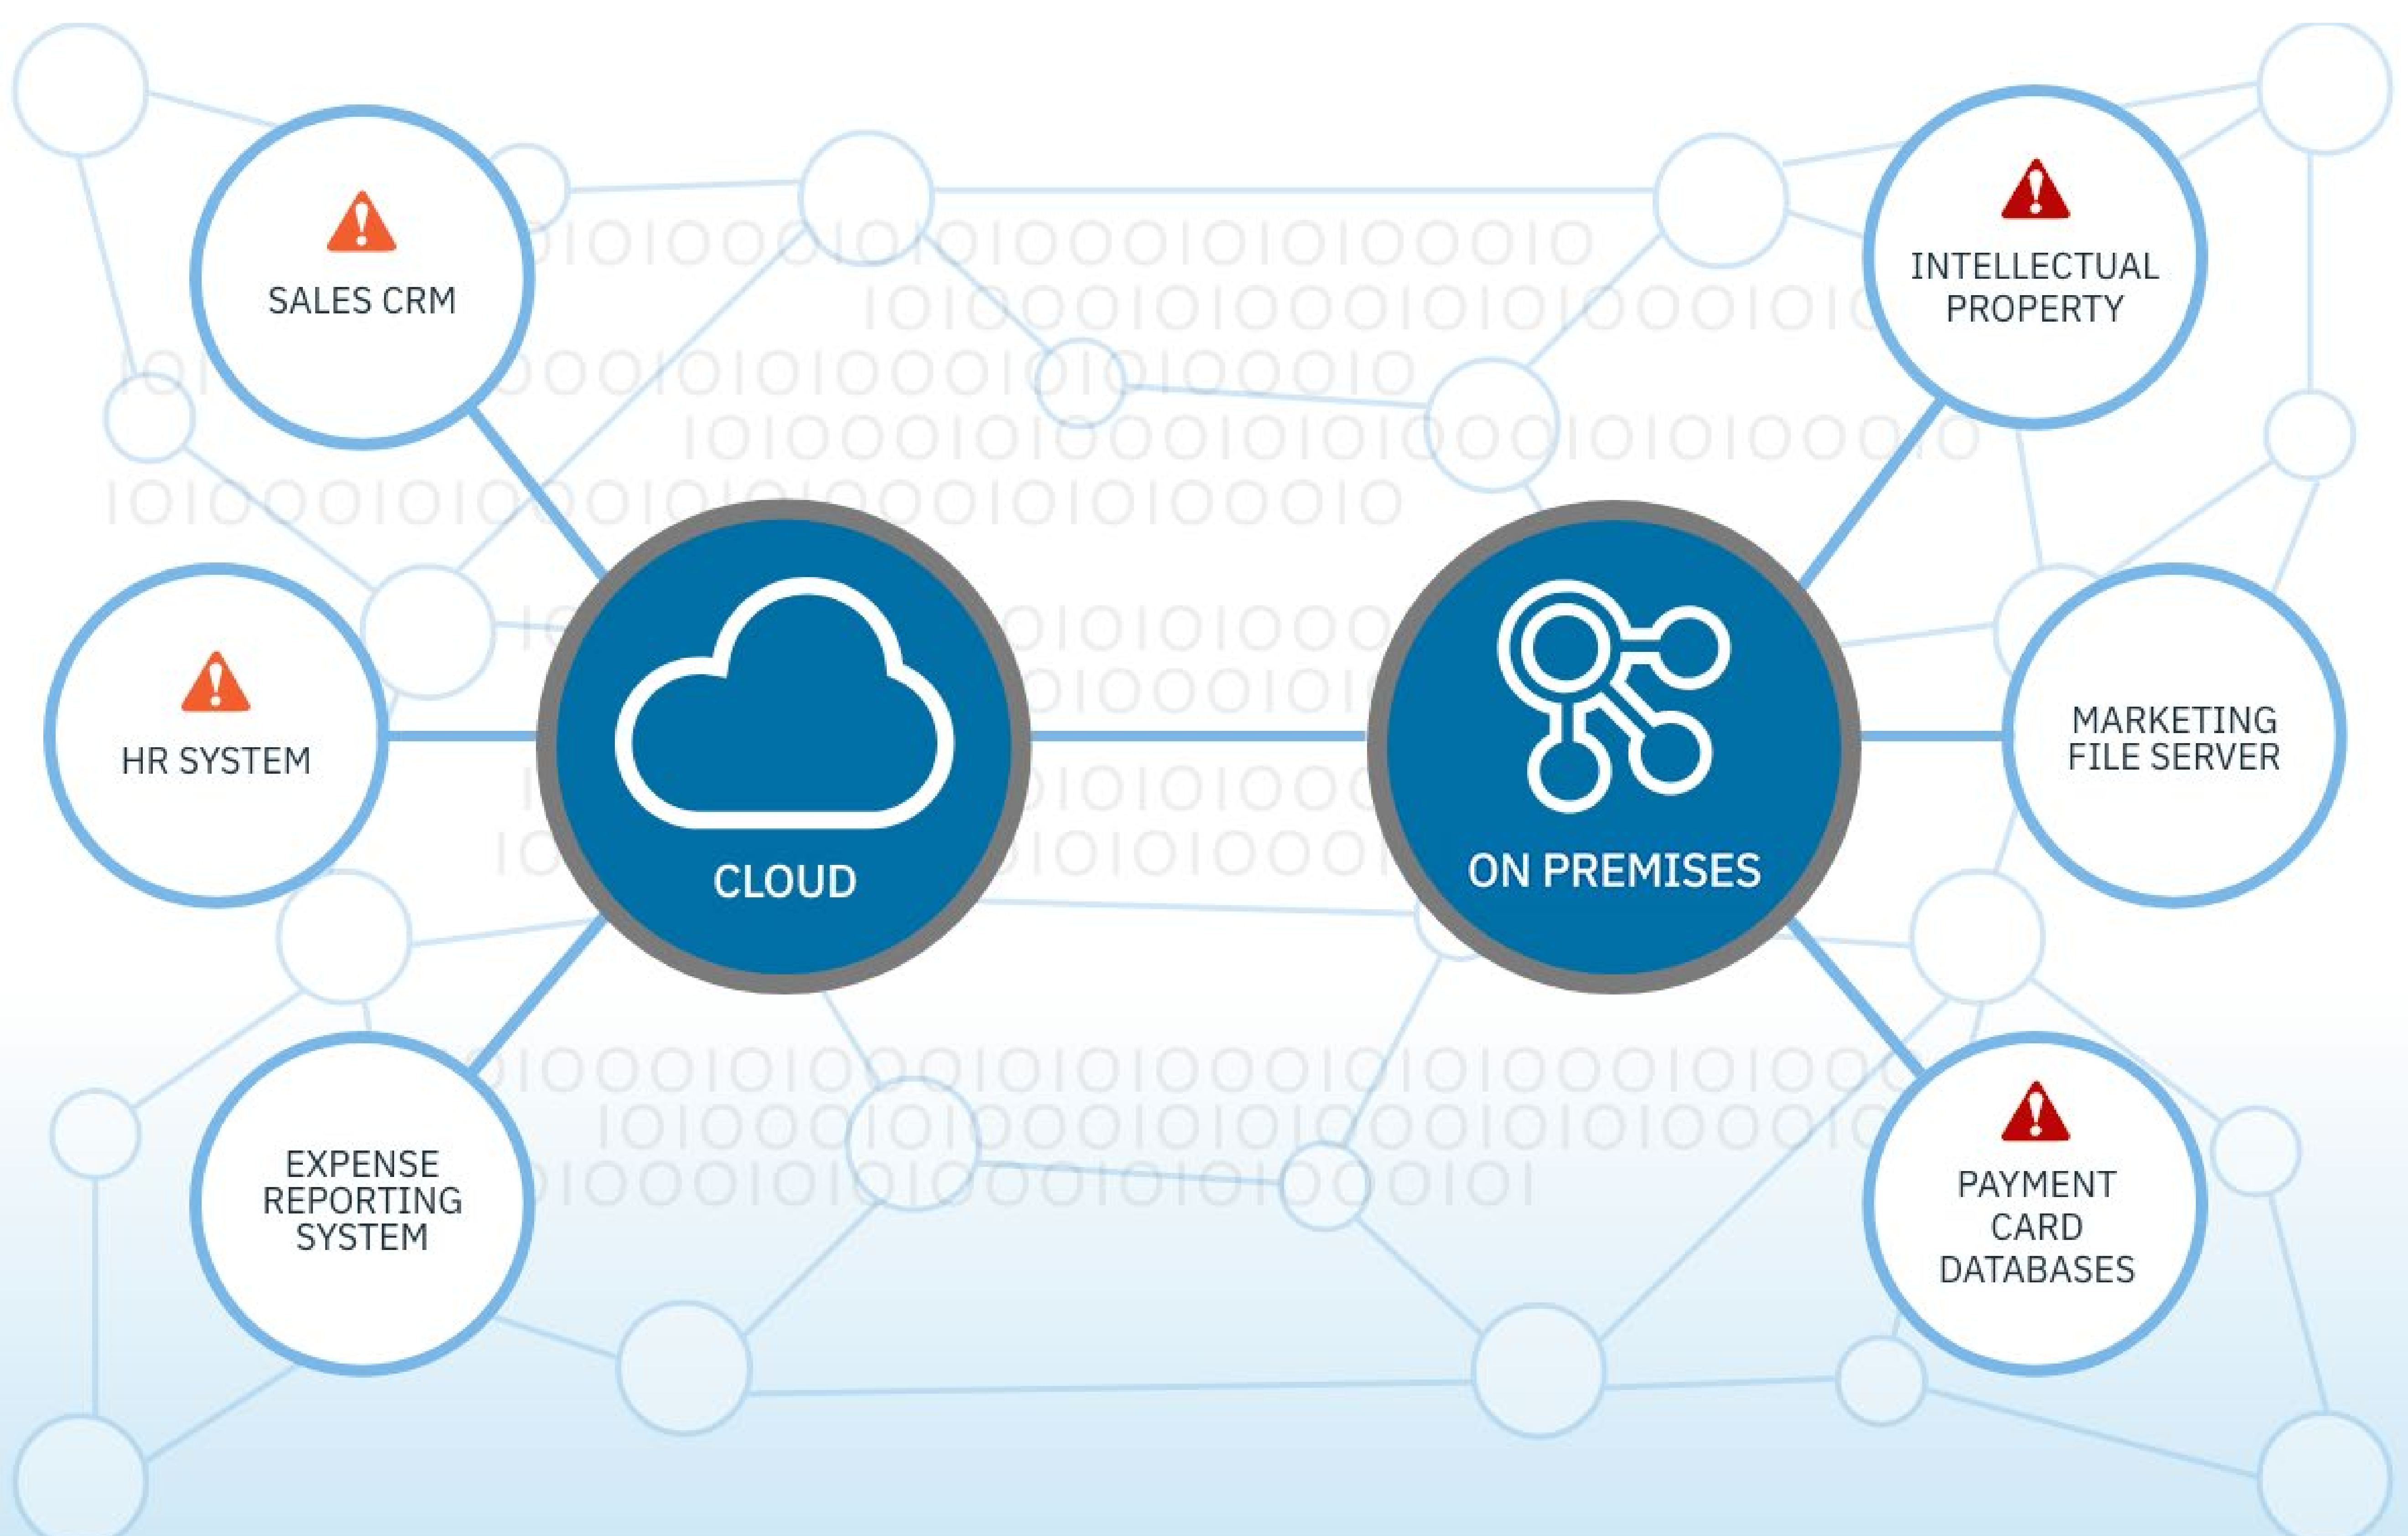 SALES CRM
INTELLECTUAL
PROPERTY
HR SYSTEM
CLOUD
ON PREMISES
MARKETING
FILE SERVER
EXPENSE
REPORTING
SYSTEM
PAYMENT
CARD
DATABASES